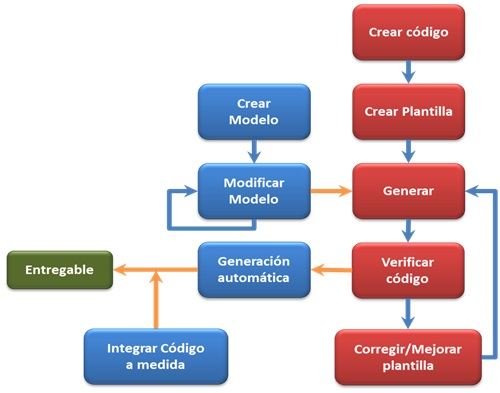 Crear código
Crear Plantilla
Crear
Modelo
Modificar
Modelo
Generar
Entregable
Generación
automática
Verificar
código
Integrar Código
a medida
Corregir/Mejorar
plantilla